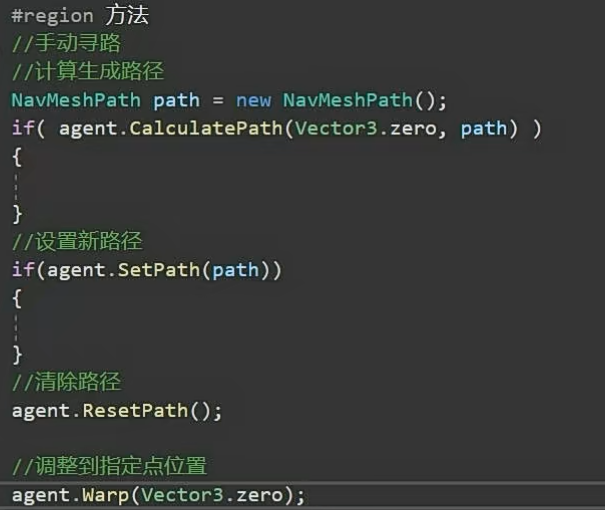 #region 方法
//手动寻路
//计算生成路径
NavMeshPath path = new NavMeshPath();
if( agent.CalculatePath(Vector3.zero, path) )
{
}
//设置新路径
if(agent.SetPath(path))
{
}
//清除路径
agent.ResetPath();
//调整到指定点位置
agent.Warp(Vector3.zero);